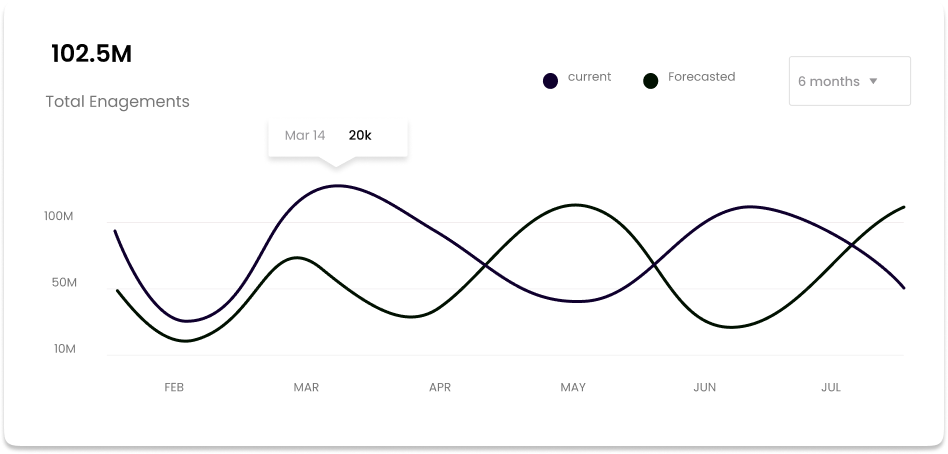 102.5M
current
Forecasted
6 months
Total Enagements
Mar 14 20k
100M
50M
10M
FEB MAR APR MAY JUN JUL